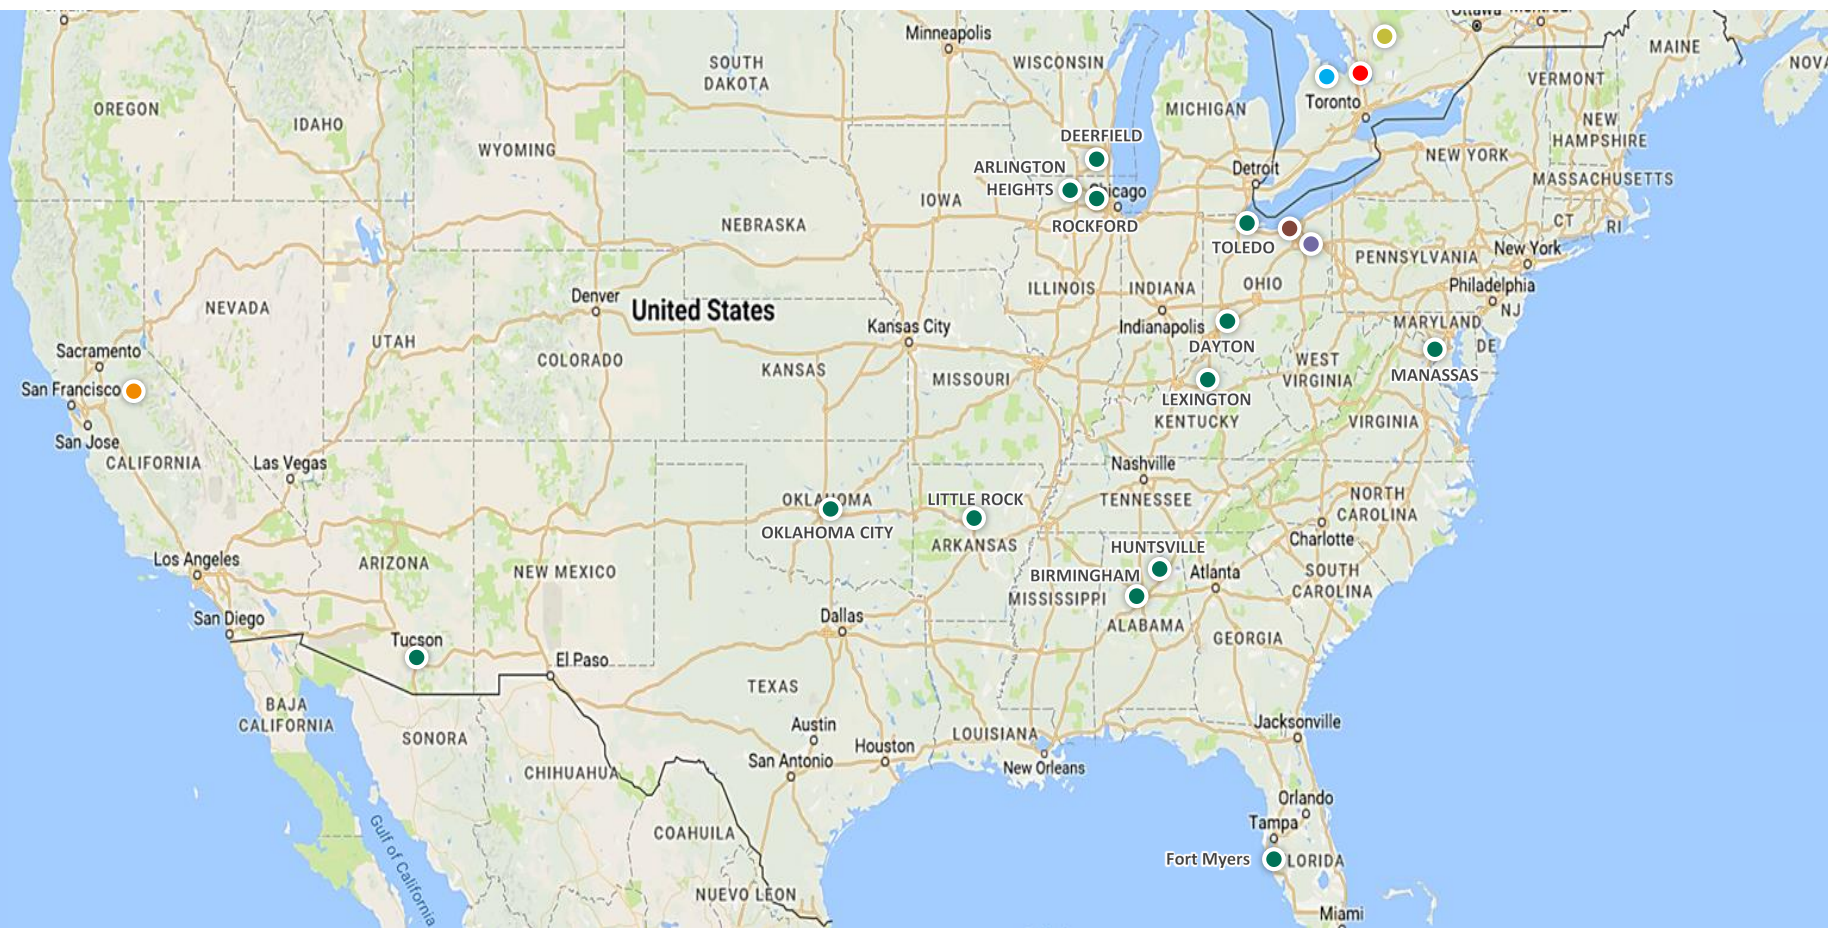 Minneapolis
MAINE
SOUTH
DAKOTA
WISCONSIN
VERMONT
OREGON
IDAHO
MICHIGAN
Toronto
NEW
HAMPSHIRE
DEERFIELD
WYOMING
NEW YORK
ARLINGTON
HEIGHTS
Detroit
MASSACHUSETTS
Chicago
IOWA
NEBRASKA
ROCKFORD
CT
RI
TOLEDO
PENNSYLVANIA
New York
ILLINOIS
INDIANA
OHIO
Philadelphia
NJ
Denver
United States
NEVADA
Kansas City
Indianapolis
MARYLAND
UTAH
DAYTON
DE
Sacramento
COLORADO
KANSAS
MISSOURI
WEST
VIRGINIA
MANASSAS
San Francisco
LEXINGTON
KENTUCKY
VIRGINIA
San Jose
CALIFORNIA
Las Vegas
Nashville
OKLAHOMA
LITTLE ROCK
TENNESSEE
NORTH
CAROLINA
OKLAHOMA CITY
ARKANSAS
Charlotte
HUNTSVILLE
Los Angeles
ARIZONA
NEW MEXICO
BIRMINGHAM
Atlanta
SOUTH
CAROLINA
MISSISSIPPI
San Diego
Dallas
ALABAMA
GEORGIA
Tucson
El Paso
TEXAS
BAJA
CALIFORNIA
SONORA
Austin
Houston
LOUISIANA
Jacksonville
San Antonio
New Orleans
CHIHUAHUA
Orlando
Tampa
COAHUILA
Gulf of California
Fort Myers
LORIDA
NUEVO LEON
Miami